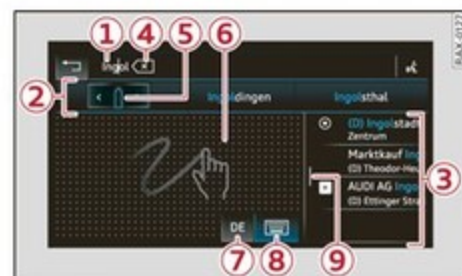 ① ④ ⑤ ⑥
Ingol
②
Ingoldingen Ingolsthal
(D) Ingolstadt
Zentrum
Marktkauf Ing
(D) Theodor-Heu
③
AUDI AG Ingo
(D) Ettinger Stra
DE
⑦ ⑧ ⑨
RAX-0127